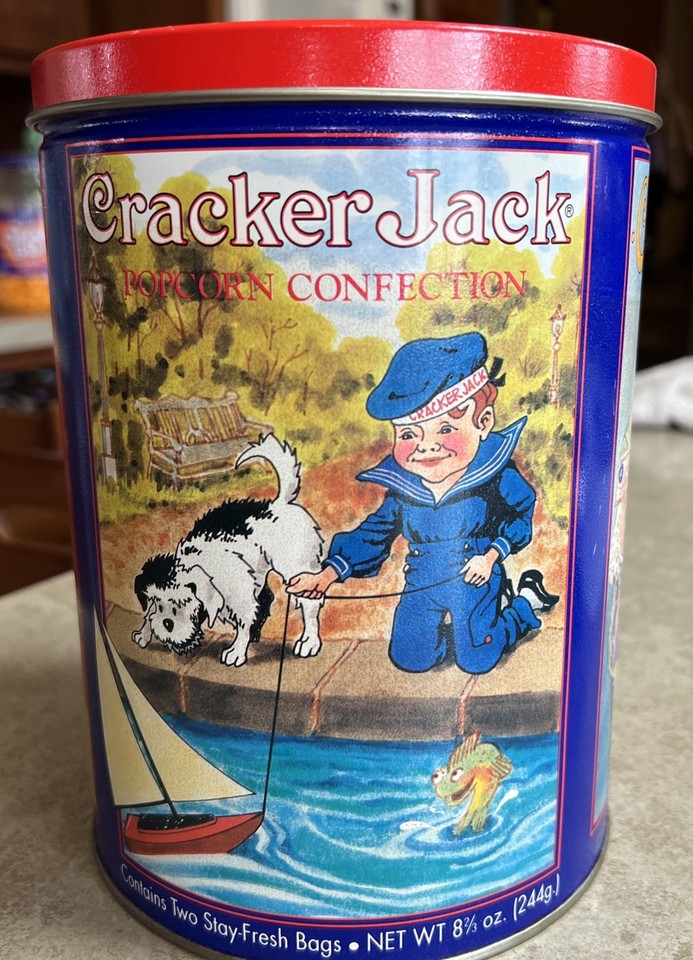 Cracker Jack®
POPCORN CONFECTION
CRACKER JACK
Contains Two Stay-Fresh Bags • NET WT 8⅔ oz. (244g.)